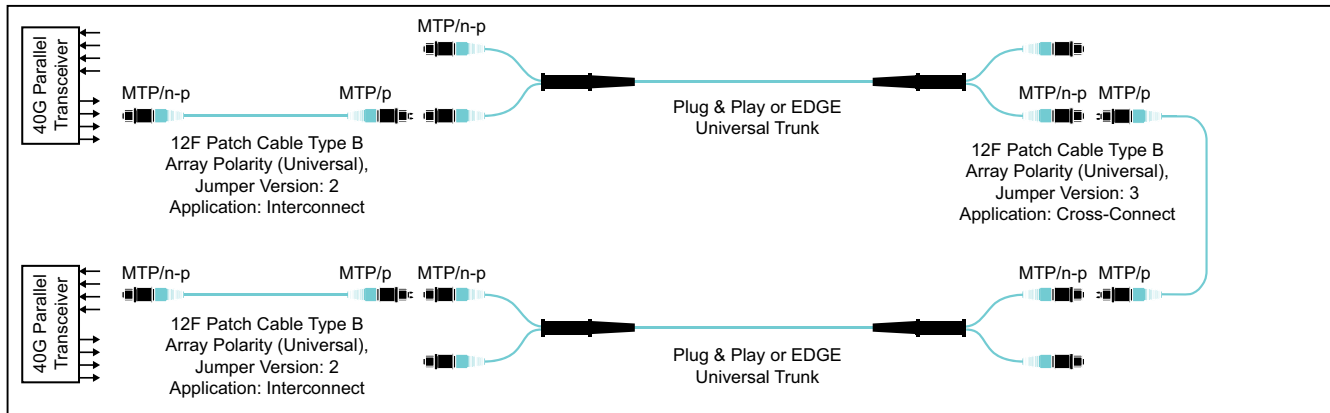 40G Parallel
Transceiver
MTP/n-p
MTP/p
MTP/n-p
12F Patch Cable Type B
Array Polarity (Universal),
Jumper Version: 2
Application: Interconnect
Plug & Play or EDGE
Universal Trunk
MTP/n-p
MTP/p
12F Patch Cable Type B
Array Polarity (Universal),
Jumper Version: 3
Application: Cross-Connect
40G Parallel
Transceiver
MTP/n-p
MTP/p
MTP/n-p
12F Patch Cable Type B
Array Polarity (Universal),
Jumper Version: 2
Application: Interconnect
Plug & Play or EDGE
Universal Trunk
MTP/n-p
MTP/p